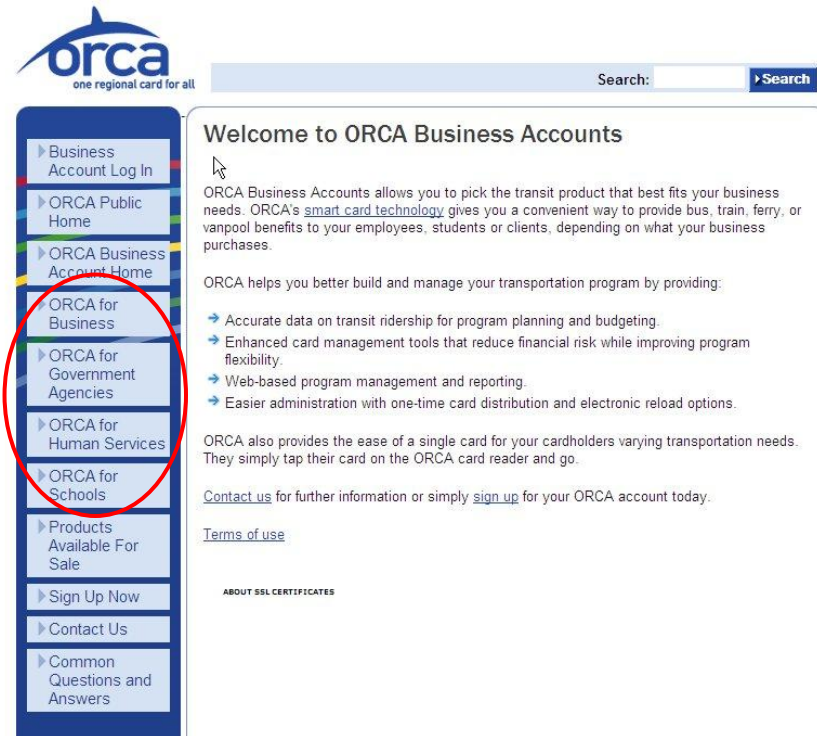 orca
one regional card for all
Search:
Search
Business
Account Log In
ORCA Public
Home
ORCA Business
Account Home
ORCA for
Business
ORCA for
Government
Agencies
ORCA for
Human Services
ORCA for
Schools
Products
Available For
Sale
Sign Up Now
Contact Us
Common
Questions and
Answers
Welcome to ORCA Business Accounts
ORCA Business Accounts allows you to pick the transit product that best fits your business
needs. ORCA's smart card technology gives you a convenient way to provide bus, train, ferry, or
vanpool benefits to your employees, students or clients, depending on what your business
purchases.
ORCA helps you better build and manage your transportation program by providing:
Accurate data on transit ridership for program planning and budgeting.
Enhanced card management tools that reduce financial risk while improving program
flexibility.
Web-based program management and reporting.
Easier administration with one-time card distribution and electronic reload options.
ORCA also provides the ease of a single card for your cardholders varying transportation needs.
They simply tap their card on the ORCA card reader and go.
Contact us for further information or simply sign up for your ORCA account today.
Terms of use
ABOUT SSL CERTIFICATES